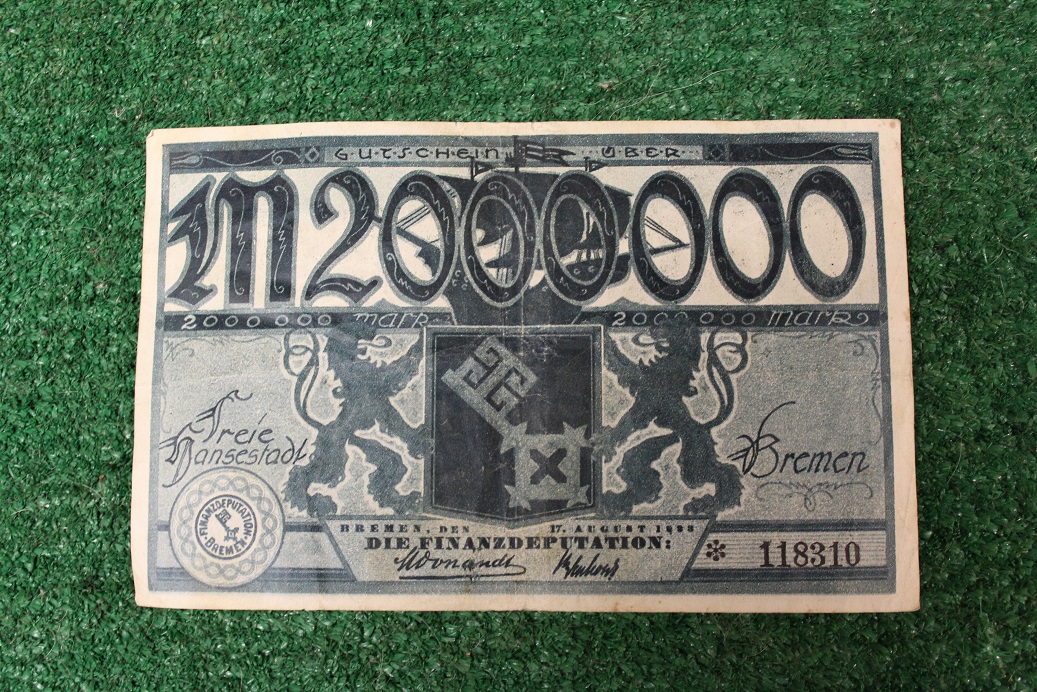 GUTSCHEIN ÜBER
M 2000000
2000000 mark 2000000 mark
Freie
Hansestadt
Bremen
FINANZDEPUTATION
BREMEN
BREMEN, DEN 17. AUGUST 1923
DIE FINANZDEPUTATION:
MDonandt
* 118310